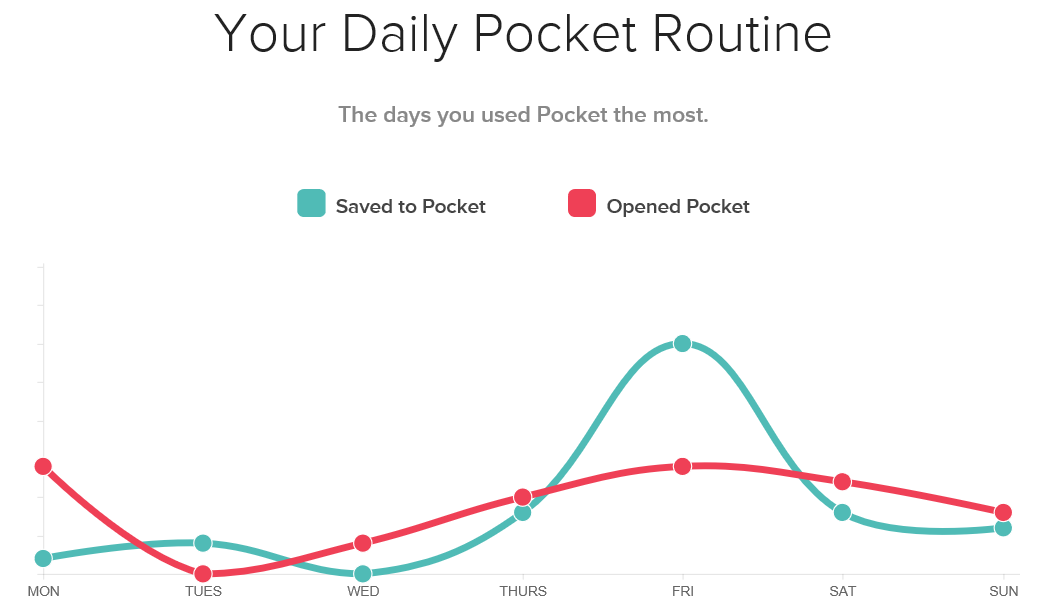 Your Daily Pocket Routine
The days you used Pocket the most.
Saved to Pocket
Opened Pocket
MON TUES WED THURS FRI SAT SUN